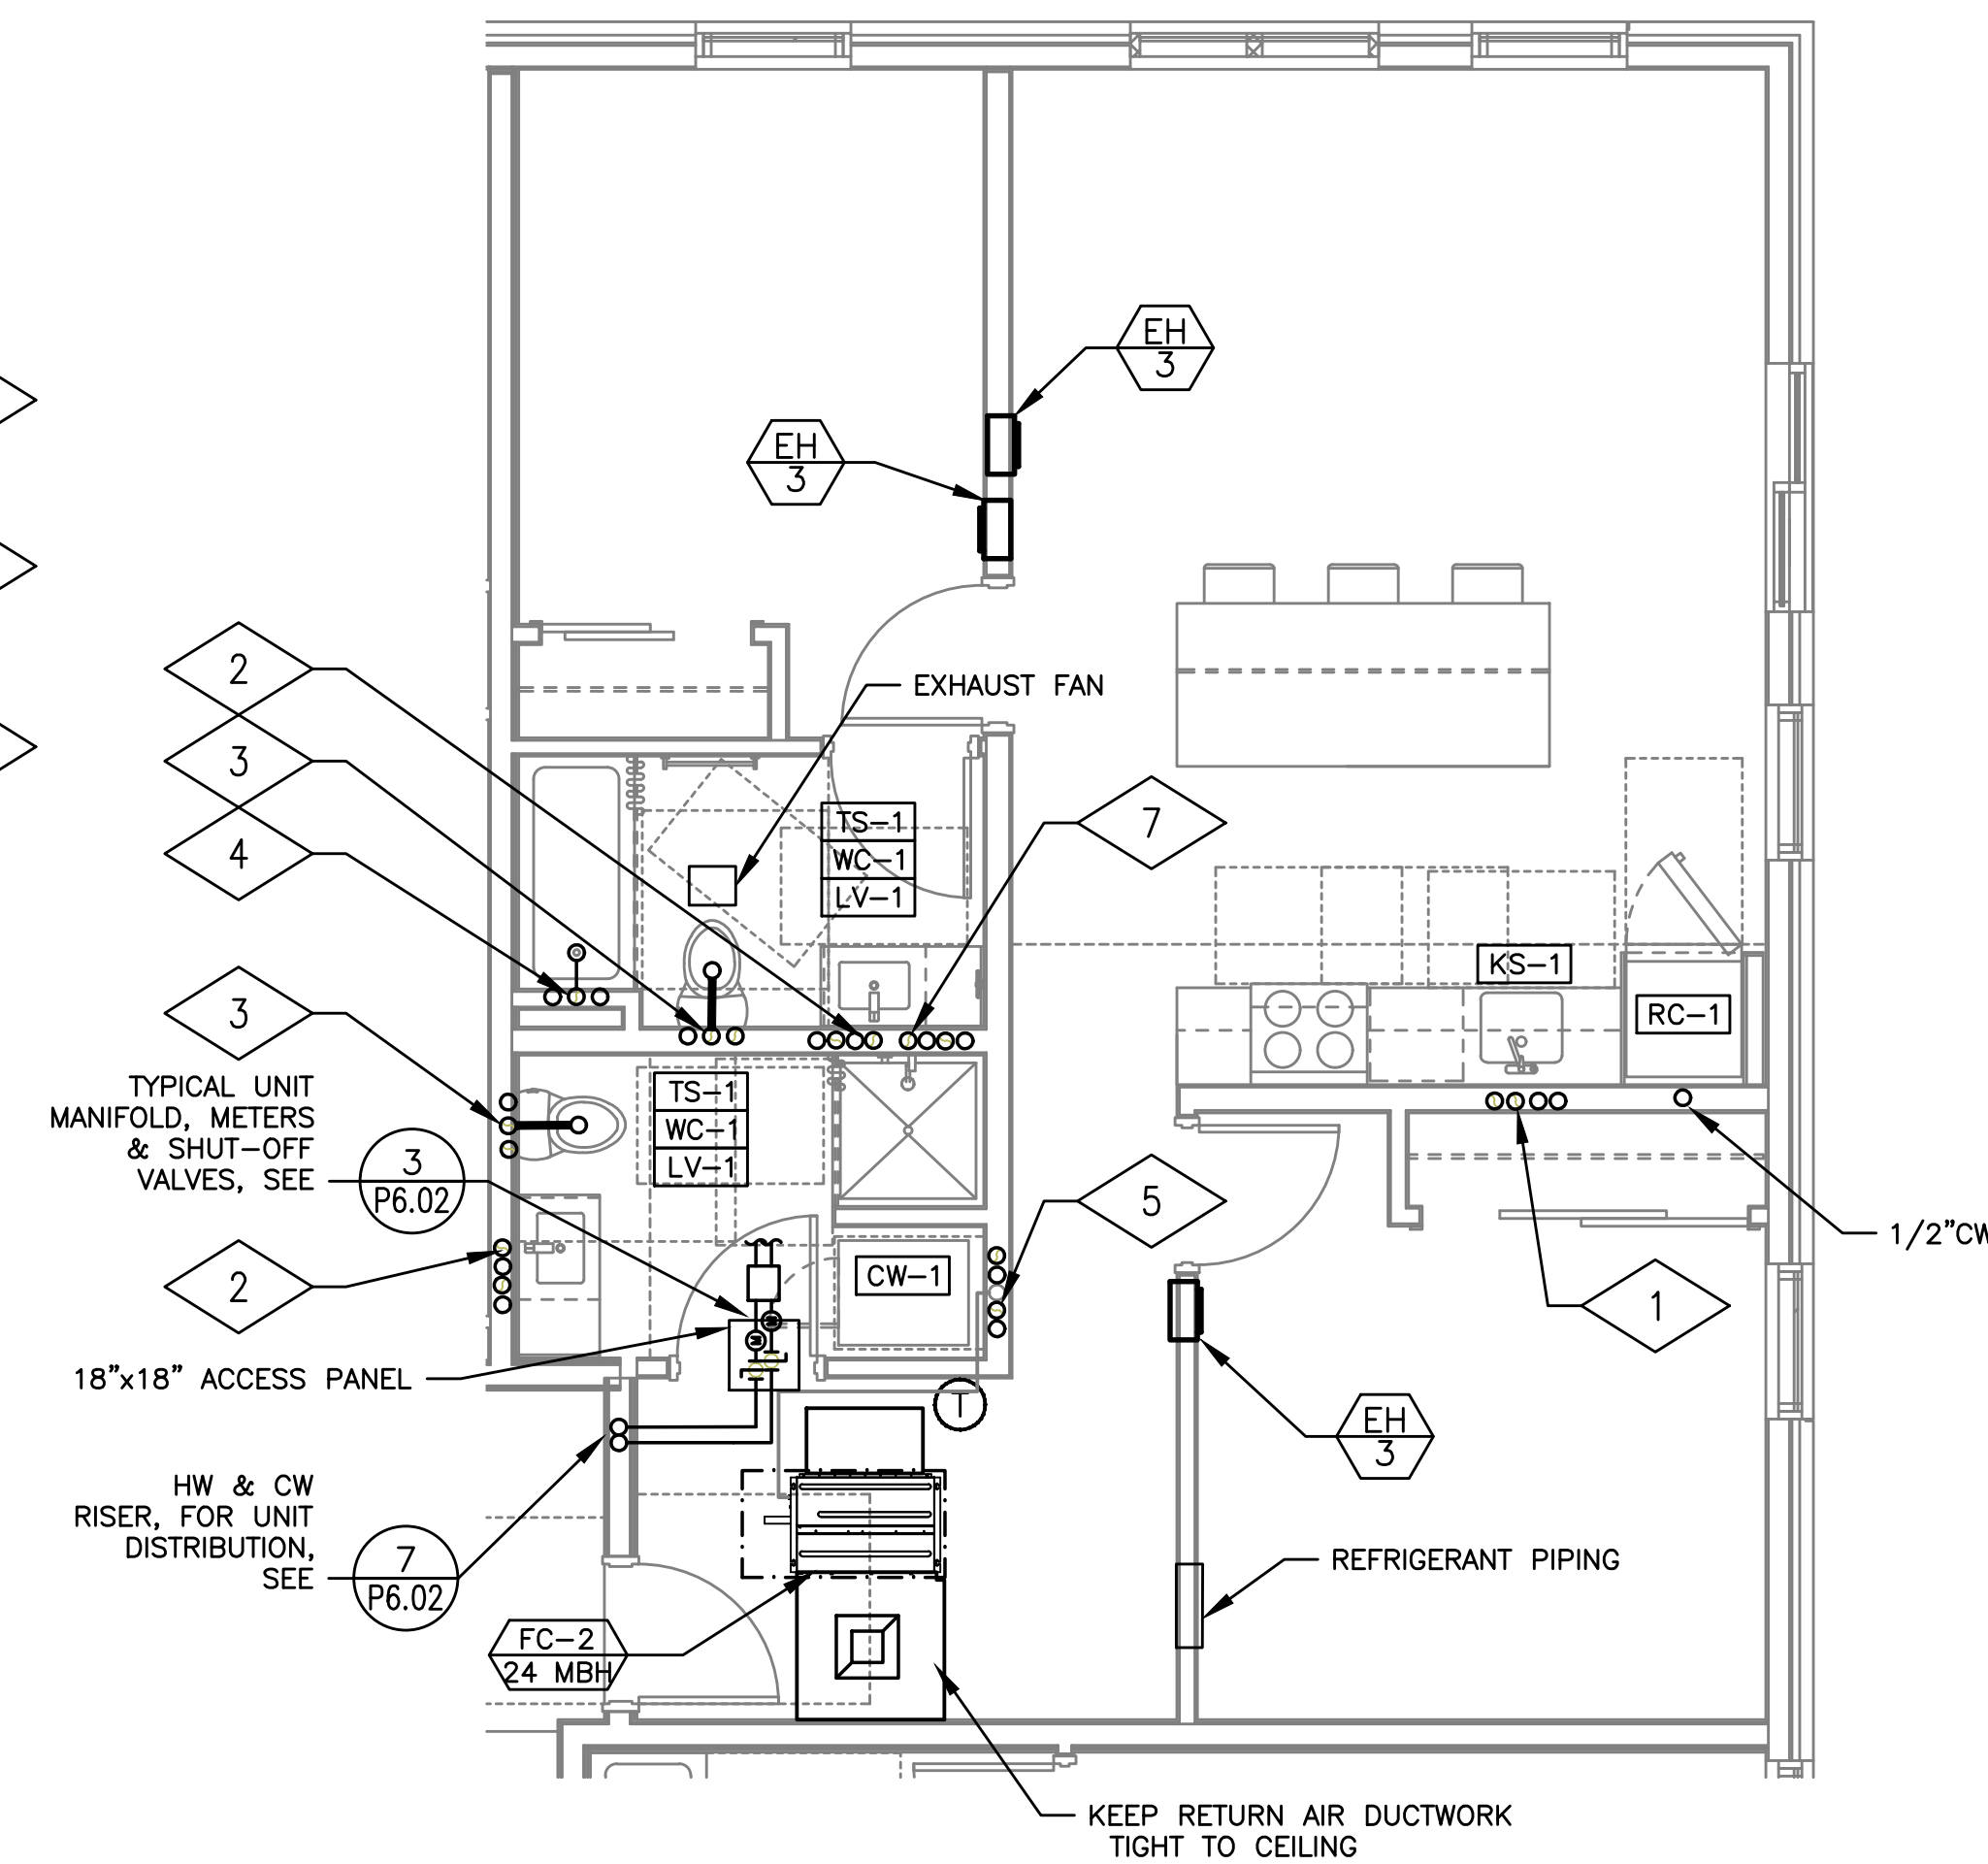 EH
3
EH
3
2
EXHAUST FAN
3
TS-1
WC-1
LV-1
7
4
KS-1
3
RC-1
TYPICAL UNIT
MANIFOLD, METERS
& SHUT-OFF
VALVES, SEE
3
P6.02
TS-1
WC-1
LV-1
5
1/2"CW
2
CW-1
1
M
M
18"x18" ACCESS PANEL
T
EH
3
HW & CW
RISER, FOR UNIT
DISTRIBUTION,
SEE
7
P6.02
REFRIGERANT PIPING
FC-2
24 MBH
KEEP RETURN AIR DUCTWORK
TIGHT TO CEILING